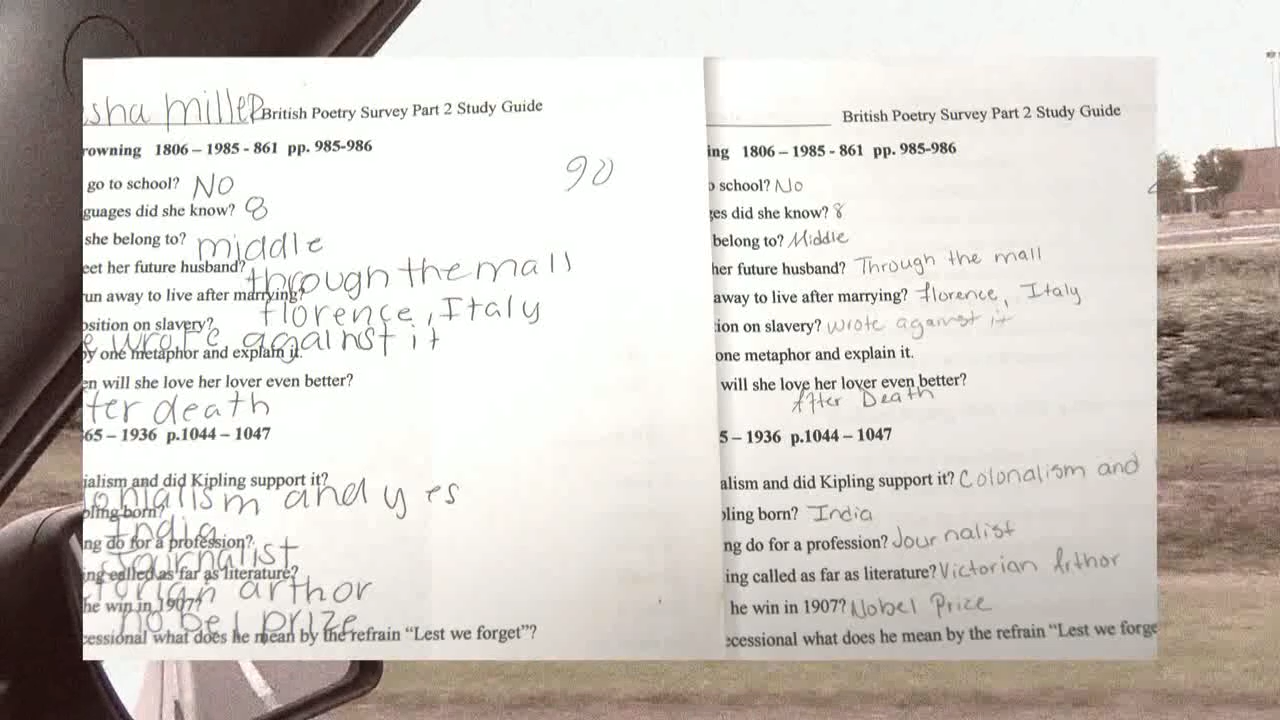 sha miller British Poetry Survey Part 2 Study Guide
rowning 1806 – 1985 - 861 pp. 985-986
90
go to school? NO
guages did she know? 8
she belong to? middle
eet her future husband? through the mall
un away to live after marrying? florence, Italy
osition on slavery? e wrote against it
y one metaphor and explain it.
en will she love her lover even better?
ter death
65 – 1936 p.1044 – 1047
ialism and did Kipling support it?
onialism and yes
pling born? India
ng do for a profession? Journalist
ing called as far as literature? torian arthor
he win in 1907? nobel prize
cessional what does he mean by the refrain “Lest we forget”?
British Poetry Survey Part 2 Study Guide
ing 1806 – 1985 - 861 pp. 985-986
o school? No
ges did she know? 8
belong to? Middle
her future husband? Through the mall
away to live after marrying? florence, Italy
ion on slavery? wrote against it
one metaphor and explain it.
will she love her lover even better?
After Death
5 – 1936 p.1044 – 1047
alism and did Kipling support it? Colonalism and
pling born? India
ng do for a profession? Journalist
ing called as far as literature? Victorian Arthor
he win in 1907? Nobel Prize
ecessional what does he mean by the refrain “Lest we forge